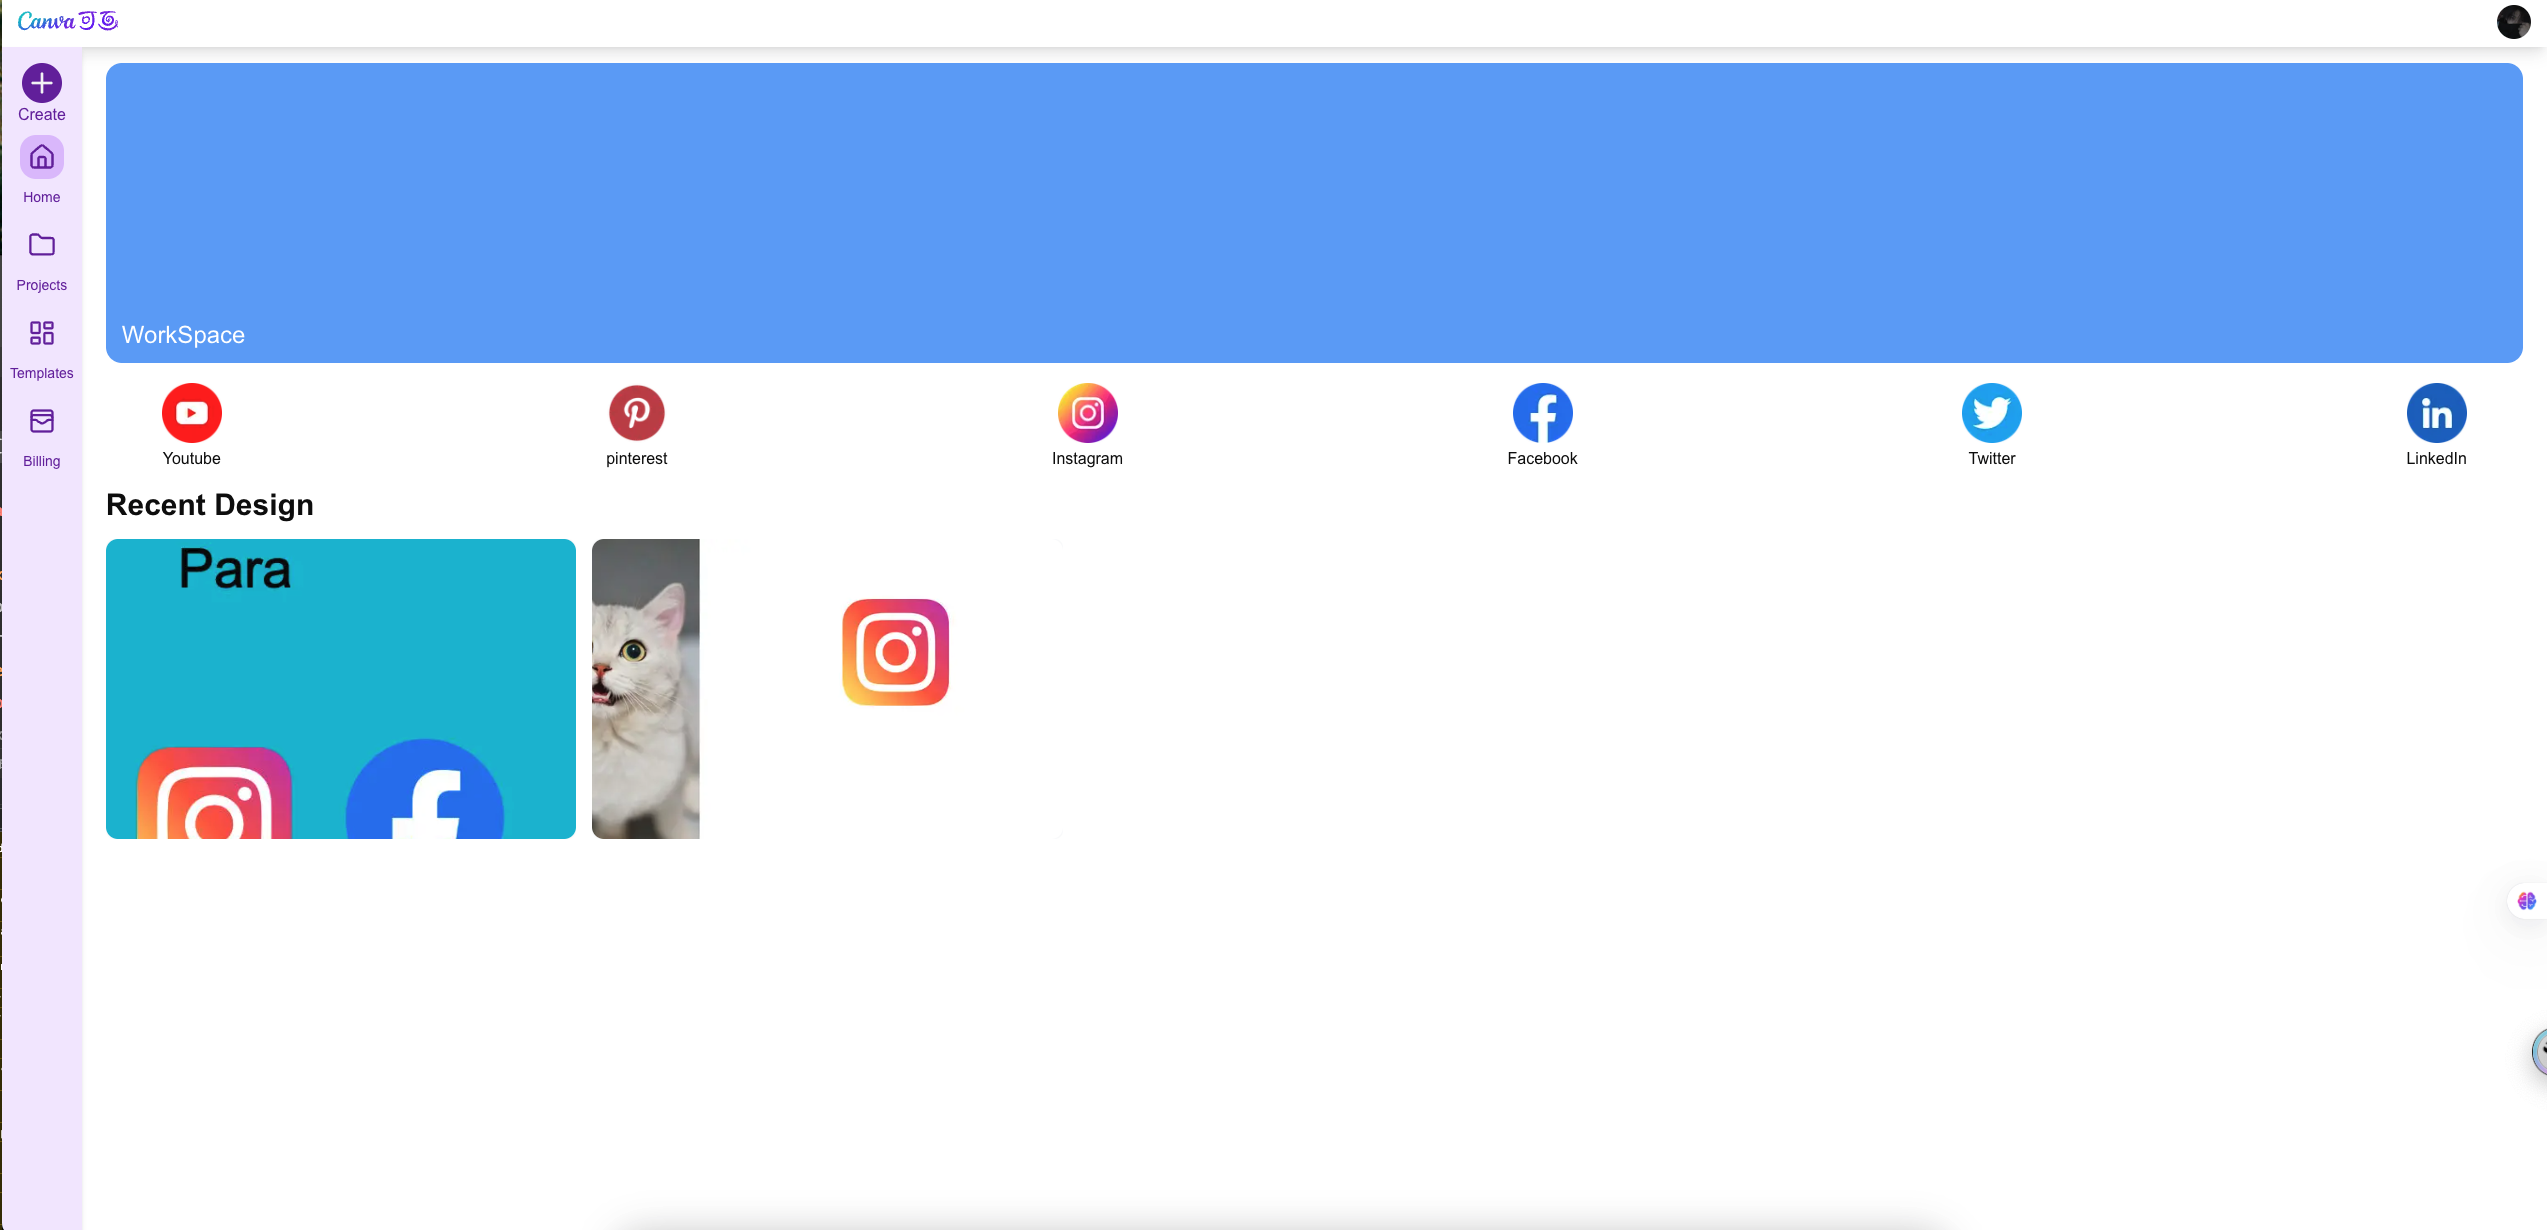 Canva
Create
Home
Projects
Templates
Billing
WorkSpace
Youtube
pinterest
Instagram
Facebook
Twitter
LinkedIn
Recent Design
Para